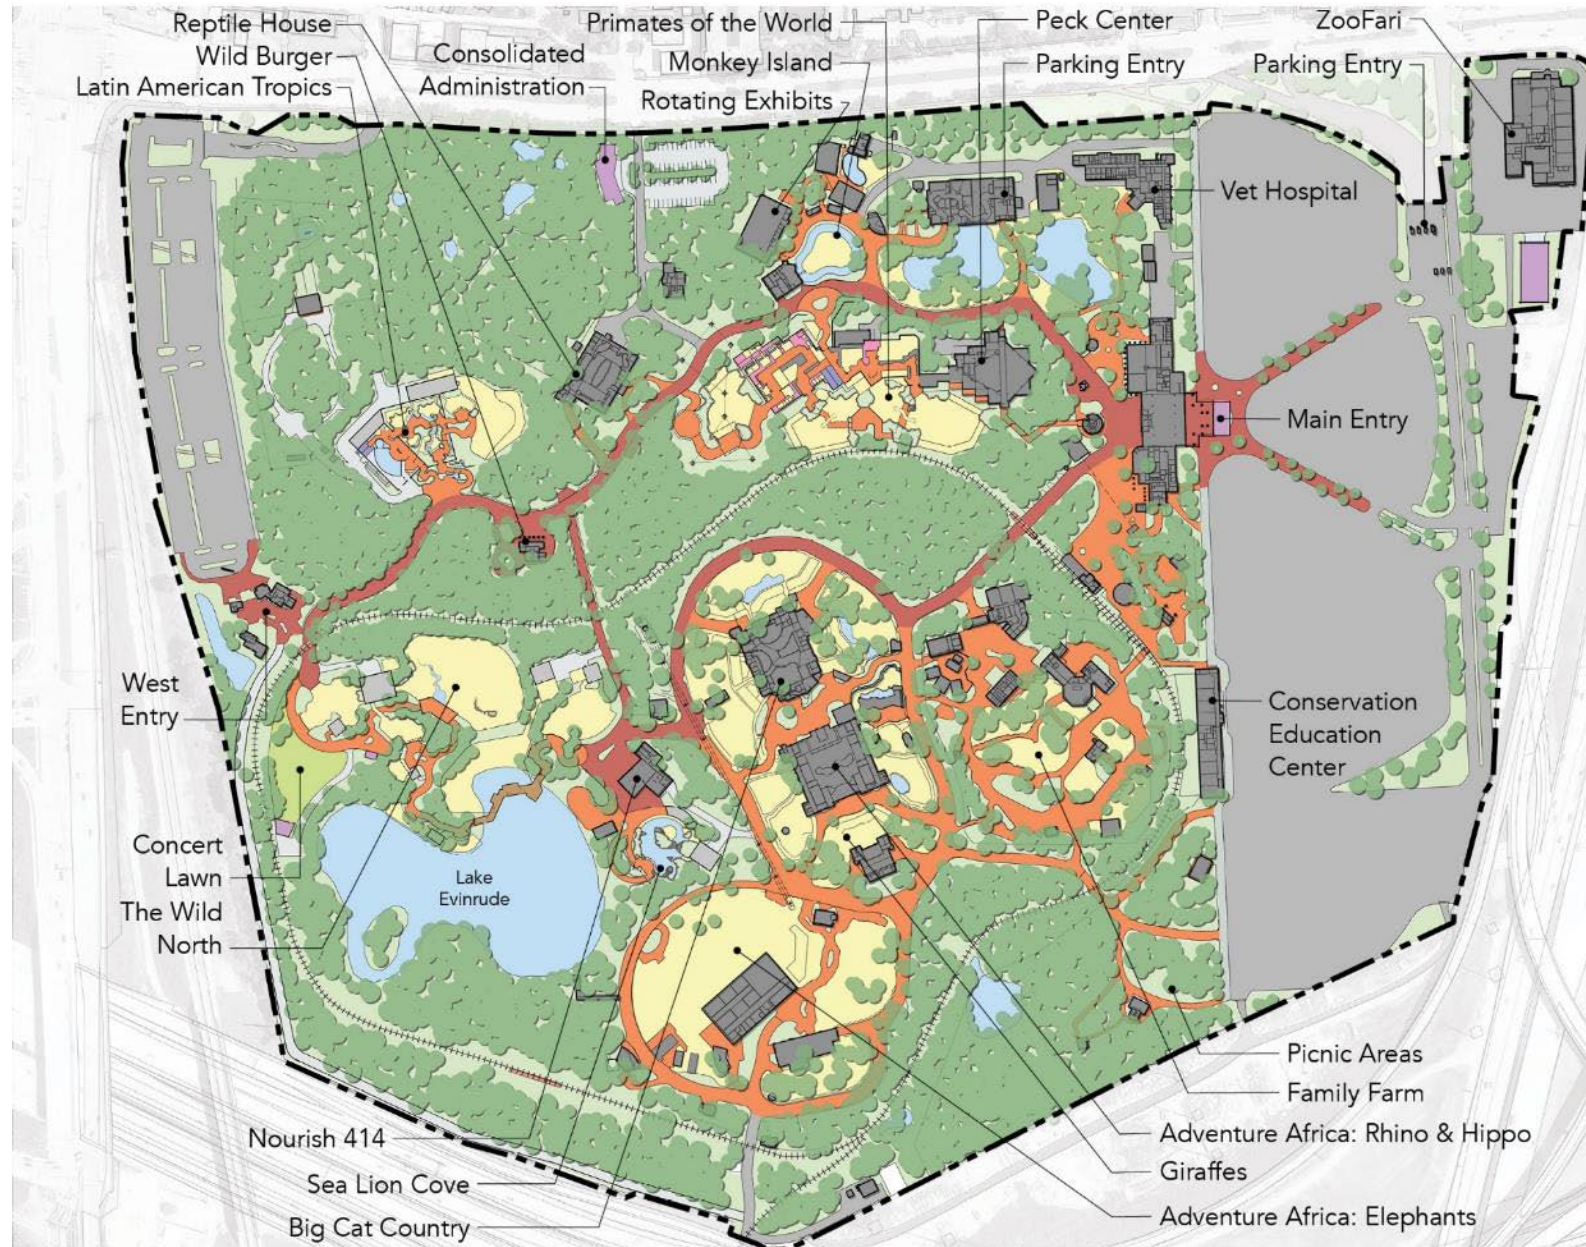 Reptile House
Wild Burger
Latin American Tropics
Consolidated
Administration
Primates of the World
Monkey Island
Rotating Exhibits
Peck Center
Parking Entry
ZooFari
Parking Entry
Vet Hospital
Main Entry
West
Entry
Conservation
Education
Center
Concert
Lawn
The Wild
North
Lake
Evinrude
Picnic Areas
Family Farm
Adventure Africa: Rhino & Hippo
Giraffes
Adventure Africa: Elephants
Nourish 414
Sea Lion Cove
Big Cat Country